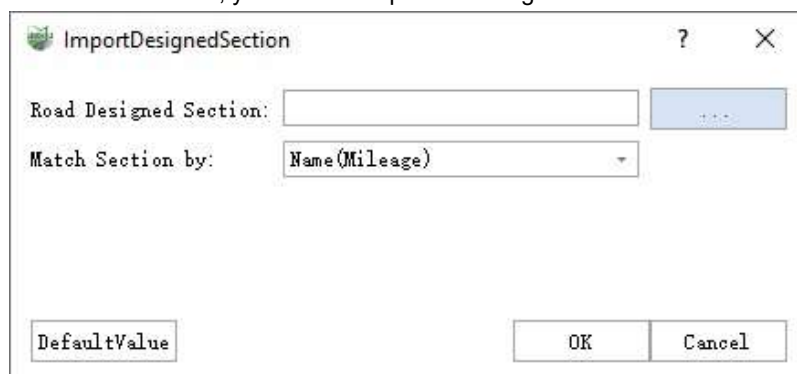 ImportDesignedSection ? ×
Road Designed Section: ...
Match Section by: Name(Mileage)
DefaultValue OK Cancel